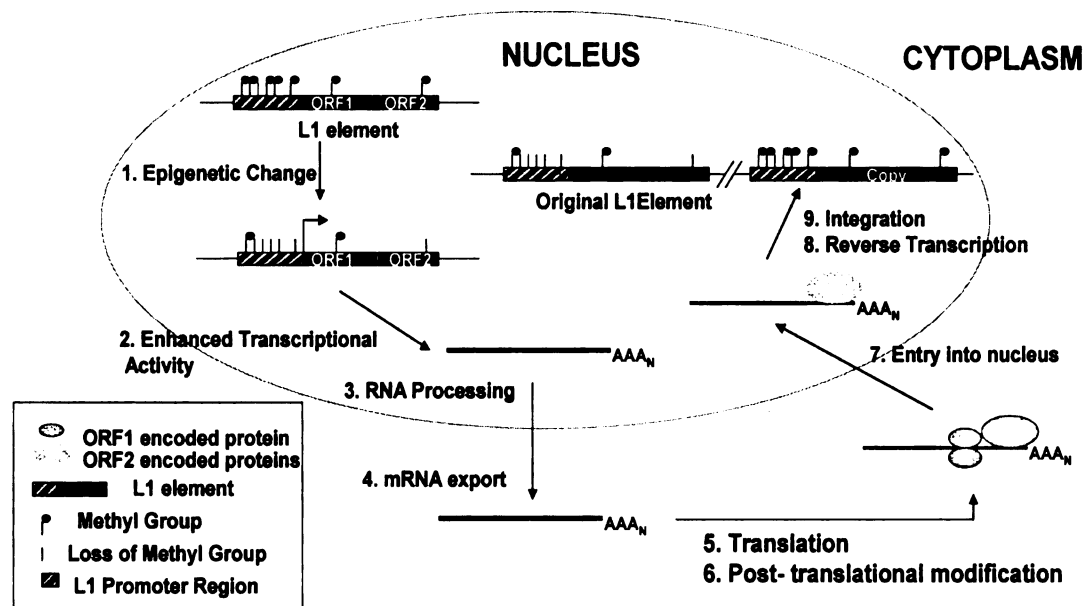 NUCLEUS
CYTOPLASM
ORF1 ORF2
L1 element
1. Epigenetic Change
Copy
Original L1Element
9. Integration
8. Reverse Transcription
ORF1 ORF2
AAAN
2. Enhanced Transcriptional
Activity
AAAN
7. Entry into nucleus
3. RNA Processing
ORF1 encoded protein
ORF2 encoded proteins
L1 element
Methyl Group
Loss of Methyl Group
L1 Promoter Region
4. mRNA export
AAAN
AAAN
5. Translation
6. Post- translational modification